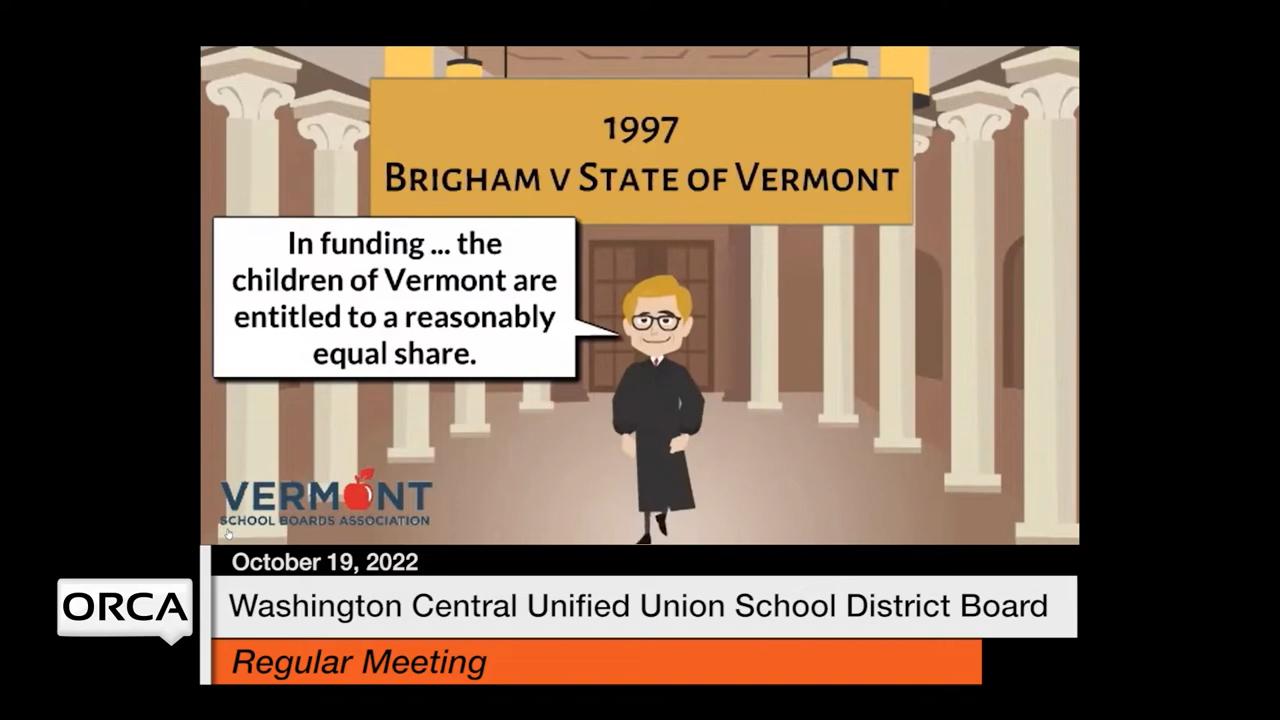 1997
BRIGHAM V STATE OF VERMONT
In funding ... the
children of Vermont are
entitled to a reasonably
equal share.
VERMONT
SCHOOL BOARDS ASSOCIATION
October 19, 2022
ORCA
Washington Central Unified Union School District Board
Regular Meeting